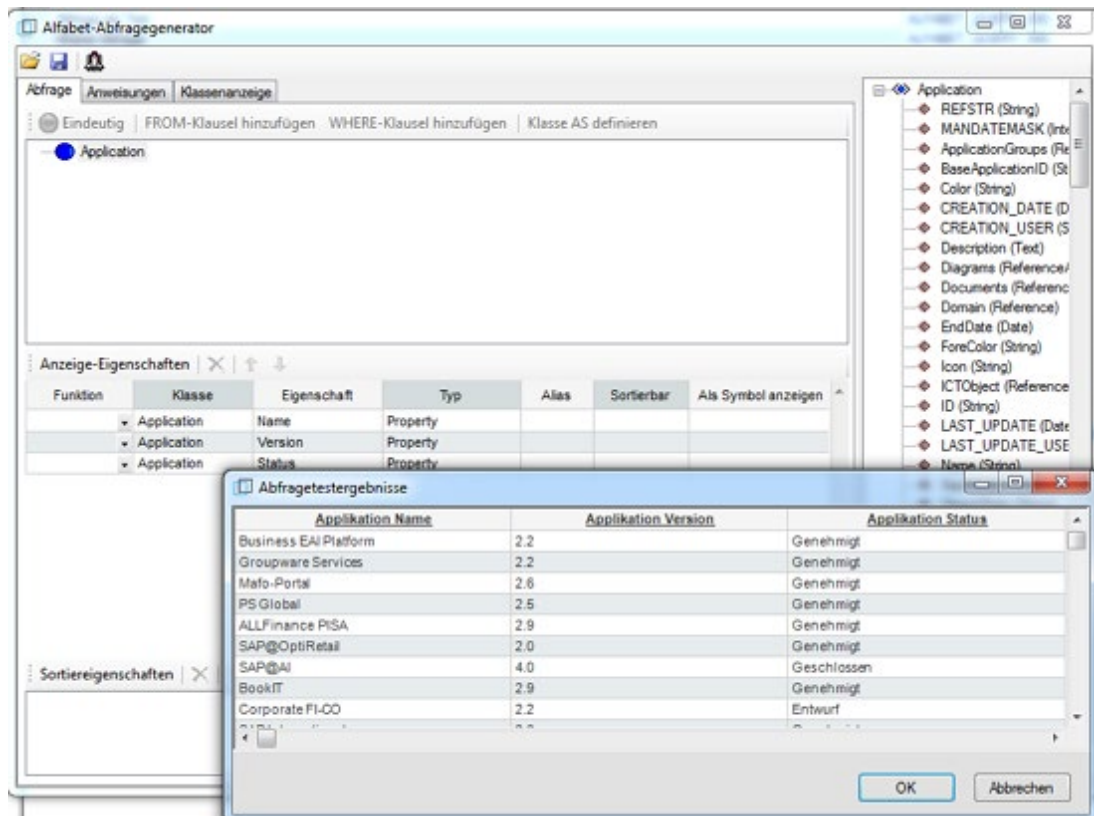 Alfabet-Abfragegenerator
Abfrage Anweisungen Klassenanzeige
Eindeutig FROM-Klausel hinzufügen WHERE-Klausel hinzufügen Klasse AS definieren
Application
Application
REFSTR (String)
MANDATEMASK (Inte
ApplicationGroups (Re
BaseApplicationID (St
Color (String)
CREATION_DATE (D
CREATION_USER (S
Description (Text)
Diagrams (Reference
Documents (Referenc
Domain (Reference)
EndDate (Date)
ForeColor (String)
Icon (String)
ICTObject (Reference
ID (String)
LAST_UPDATE (Date
LAST_UPDATE_USE
Name (String)
Anzeige-Eigenschaften
Funktion Klasse Eigenschaft Typ Alias Sortierbar Als Symbol anzeigen
Application Name Property
Application Version Property
Application Status Property
Abfragetestergebnisse
Applikation Name Applikation Version Applikation Status
Business EAI Platform 2.2 Genehmigt
Groupware Services 2.2 Genehmigt
Mafo-Portal 2.6 Genehmigt
PS Global 2.5 Genehmigt
ALLFinance PISA 2.9 Genehmigt
SAP@OptiRetail 2.0 Genehmigt
SAP@AI 4.0 Geschlossen
BookIT 2.9 Genehmigt
Corporate FI-CO 2.2 Entwurf
Sortiereigenschaften
OK Abbrechen